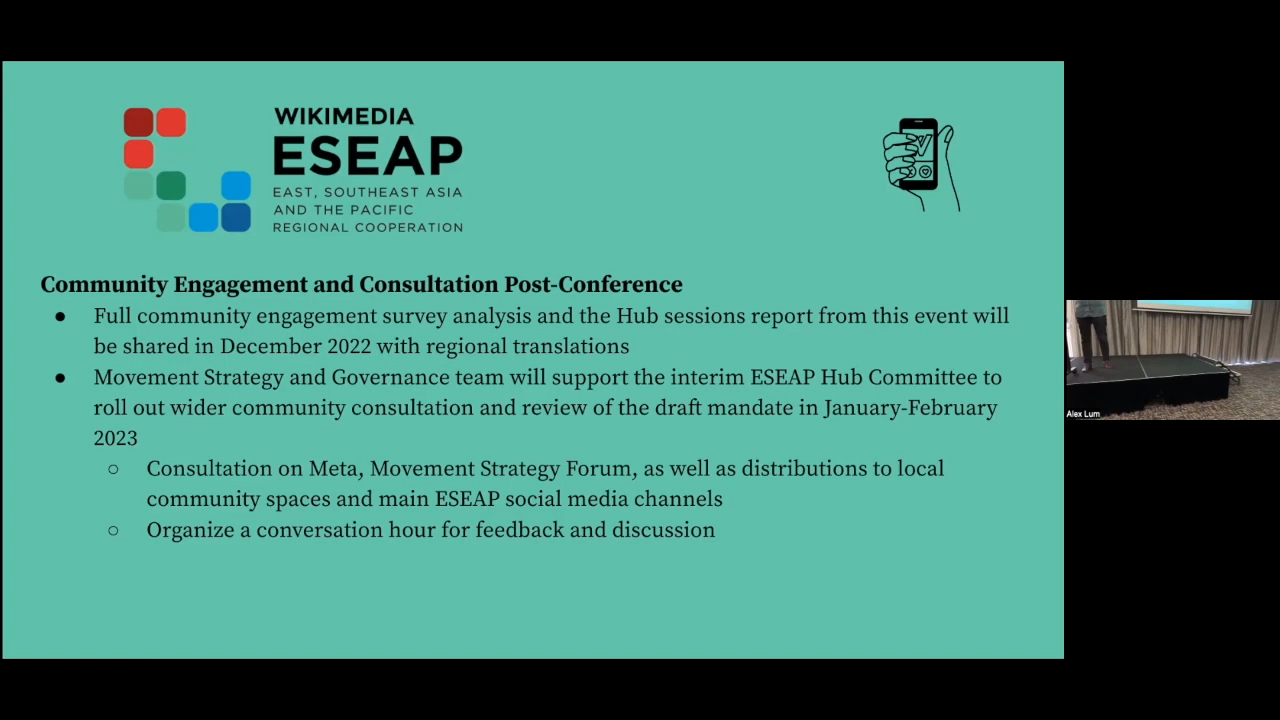 WIKIMEDIA
ESEAP
EAST, SOUTHEAST ASIA
AND THE PACIFIC
REGIONAL COOPERATION
Community Engagement and Consultation Post-Conference
● Full community engagement survey analysis and the Hub sessions report from this event will
be shared in December 2022 with regional translations
● Movement Strategy and Governance team will support the interim ESEAP Hub Committee to
roll out wider community consultation and review of the draft mandate in January-February
2023
○ Consultation on Meta, Movement Strategy Forum, as well as distributions to local
community spaces and main ESEAP social media channels
○ Organize a conversation hour for feedback and discussion
Alex Lum